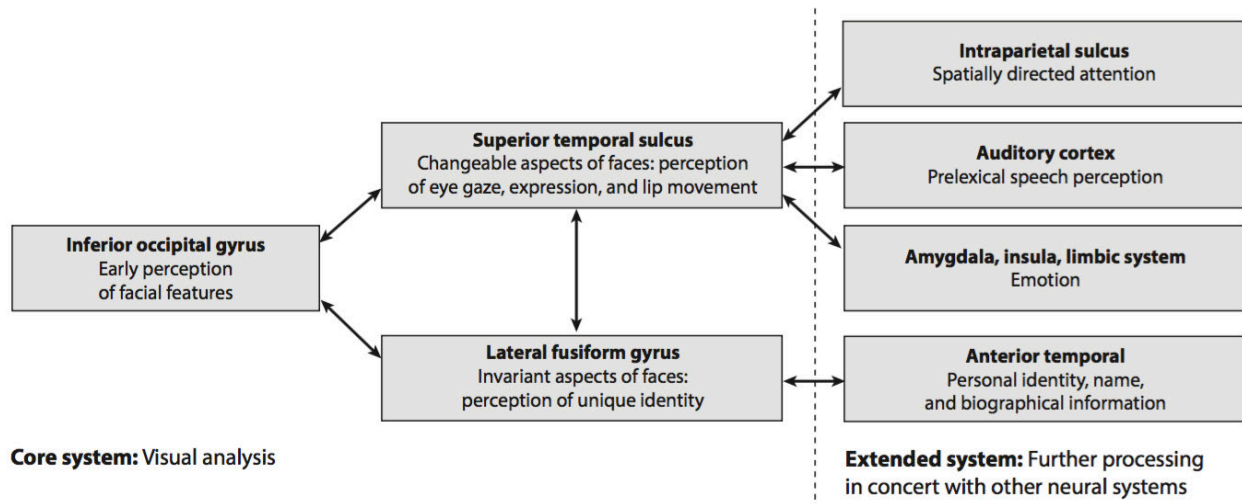 Inferior occipital gyrus
Early perception
of facial features
Superior temporal sulcus
Changeable aspects of faces: perception
of eye gaze, expression, and lip movement
Lateral fusiform gyrus
Invariant aspects of faces:
perception of unique identity
Intraparietal sulcus
Spatially directed attention
Auditory cortex
Prelexical speech perception
Amygdala, insula, limbic system
Emotion
Anterior temporal
Personal identity, name,
and biographical information
Core system: Visual analysis
Extended system: Further processing
in concert with other neural systems